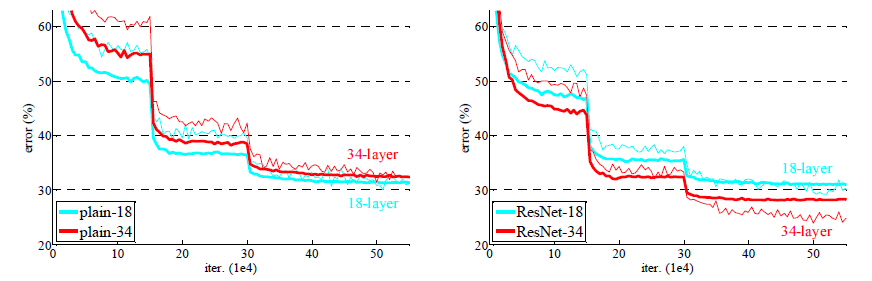 60
50
40
30
20
0
10
20
30
40
50
error (%)
iter. (1e4)
34-layer
18-layer
plain-18
plain-34
60
50
40
30
20
0
10
20
30
40
50
error (%)
iter. (1e4)
18-layer
34-layer
ResNet-18
ResNet-34